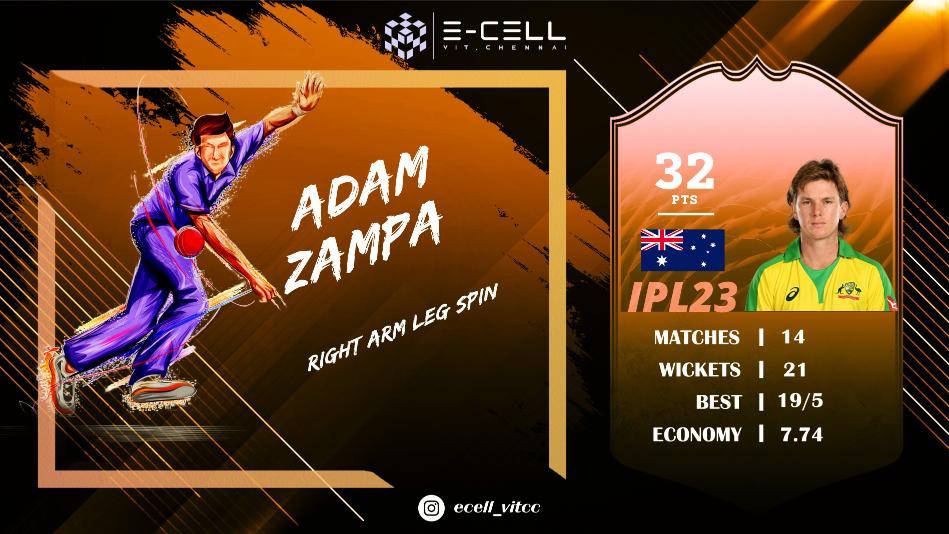 E-CELL
VIT, CHENNAI
ADAM
ZAMPA
RIGHT ARM LEG SPIN
32
PTS
IPL23
MATCHES | 14
WICKETS | 21
BEST | 19/5
ECONOMY | 7.74
ecell_vitcc